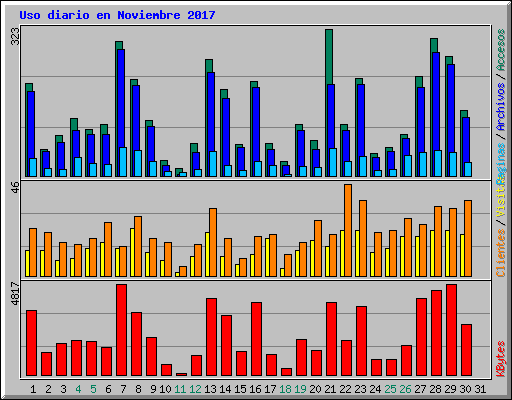 Uso diario en Noviembre 2017
323
46
4817
Accesos / Archivos / Paginas
Clientes / Visitas
KBytes
1 2 3 4 5 6 7 8 9 10 11 12 13 14 15 16 17 18 19 20 21 22 23 24 25 26 27 28 29 30 31